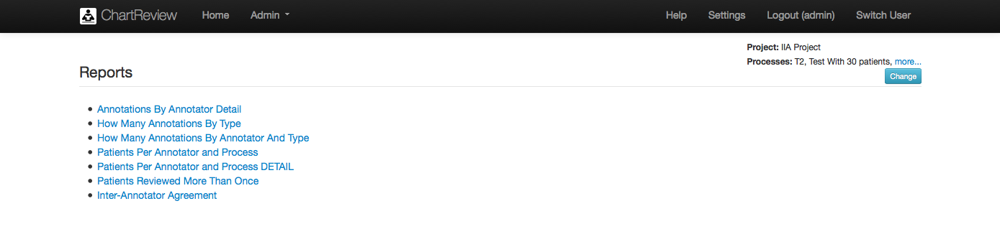 ChartReview Home Admin Help Settings Logout (admin) Switch User
Project: IIA Project
Processes: T2, Test With 30 patients, more...
Reports
Change
Annotations By Annotator Detail
How Many Annotations By Type
How Many Annotations By Annotator And Type
Patients Per Annotator and Process
Patients Per Annotator and Process DETAIL
Patients Reviewed More Than Once
Inter-Annotator Agreement